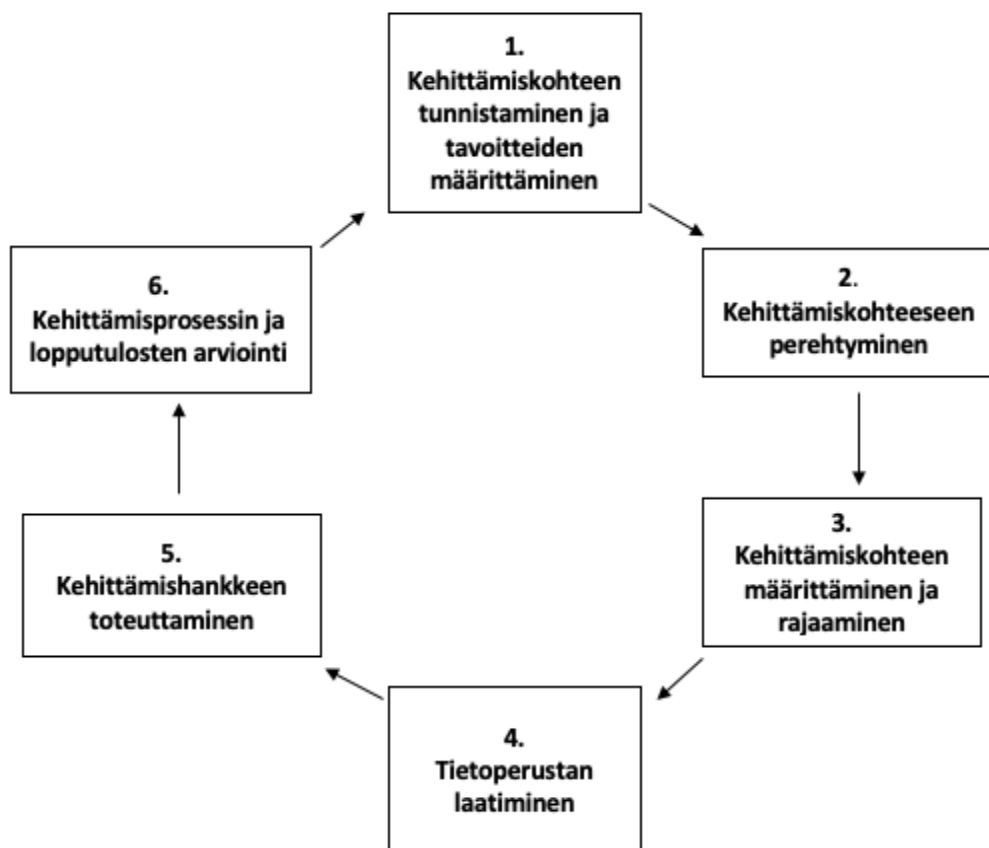 1.
Kehittämiskohteen
tunnistaminen ja
tavoitteiden
määrittäminen
2.
Kehittämiskohteeseen
perehtyminen
3.
Kehittämiskohteen
määrittäminen ja
rajaaminen
4.
Tietoperustan
laatiminen
5.
Kehittämishankkeen
toteuttaminen
6.
Kehittämisprosessin ja
lopputulosten arviointi